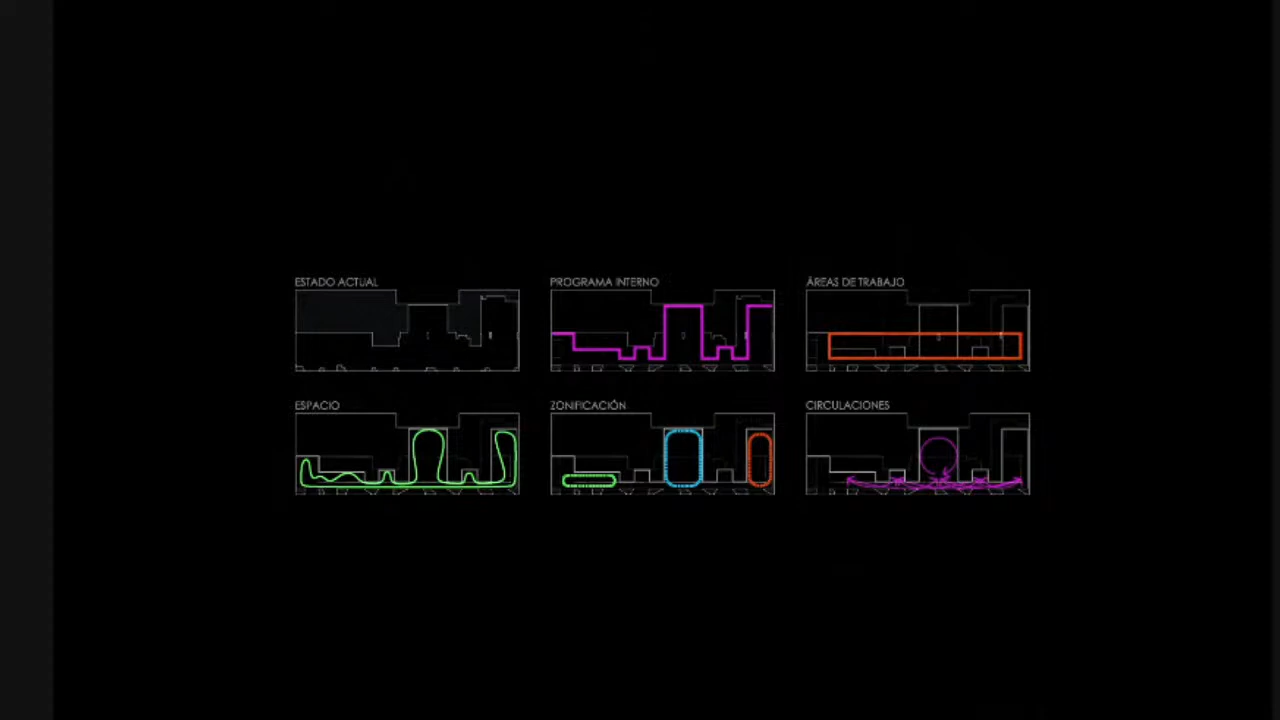 ESTADO ACTUAL
PROGRAMA INTERNO
ÁREAS DE TRABAJO
ESPACIO
ZONIFICACIÓN
CIRCULACIONES